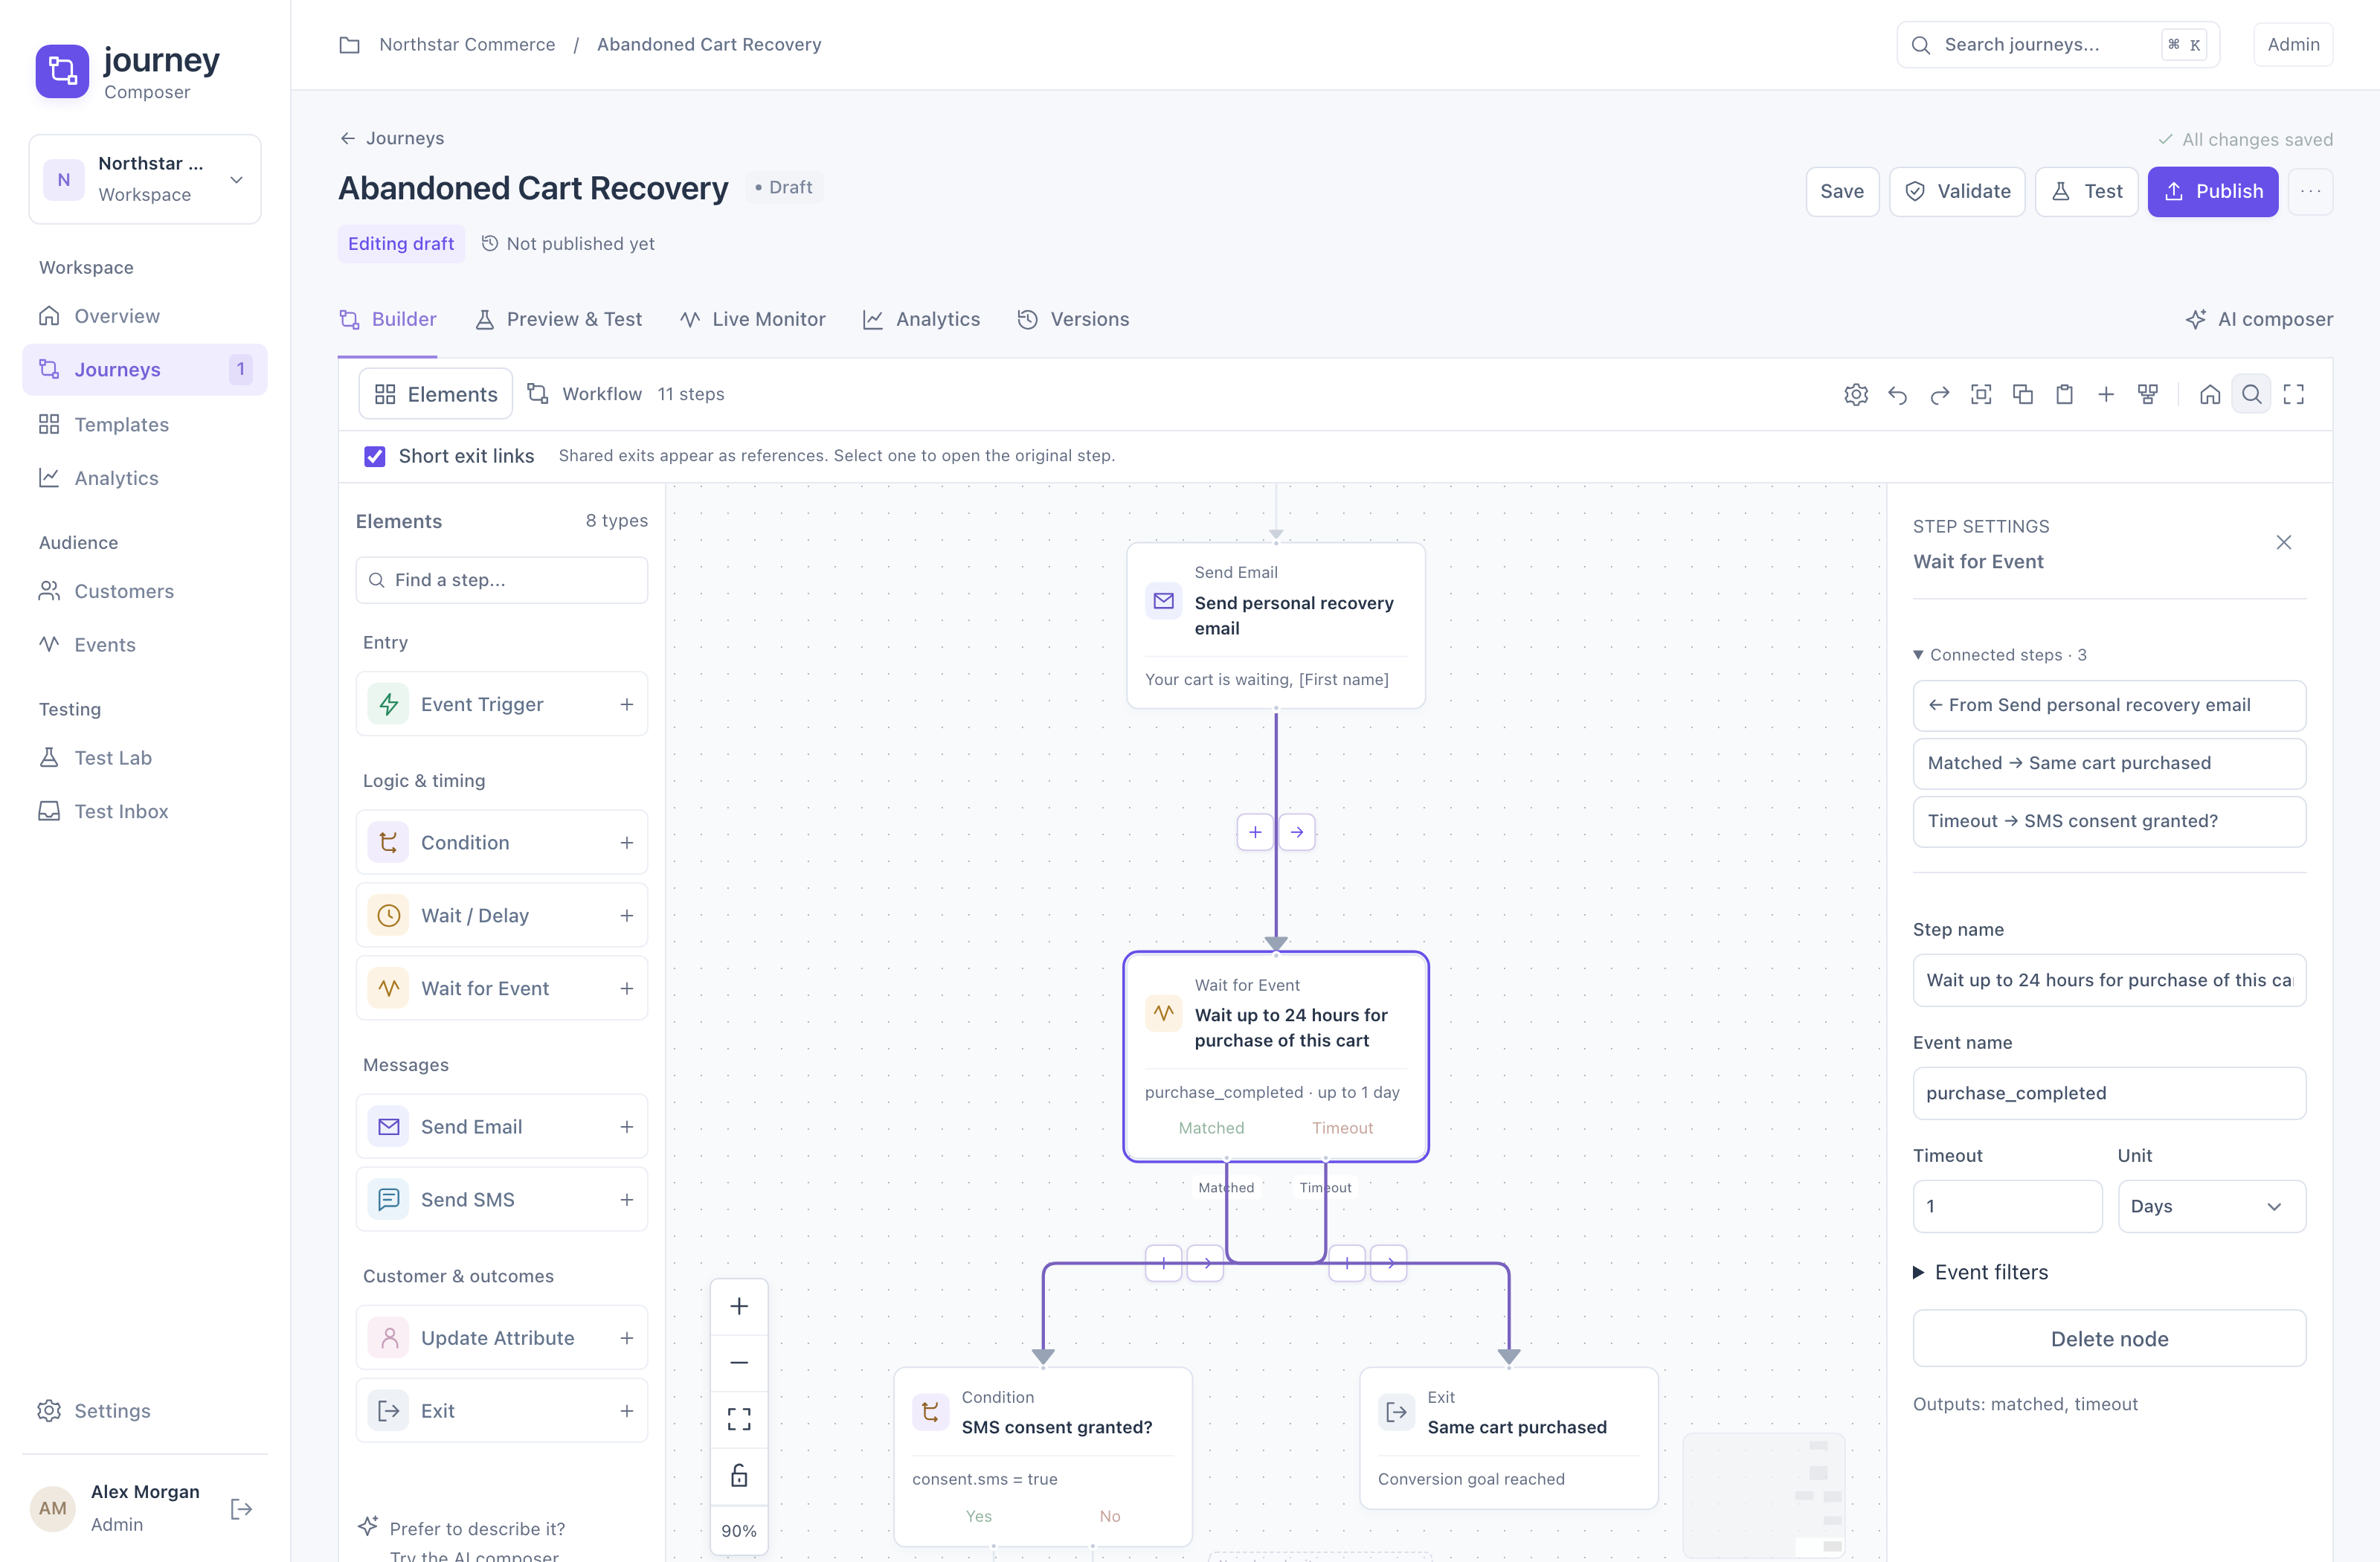 journey
Composer
N
Northstar ...
Workspace
Workspace
Overview
Journeys
1
Templates
Analytics
Audience
Customers
Events
Testing
Test Lab
Test Inbox
Settings
AM
Alex Morgan
Admin
Northstar Commerce / Abandoned Cart Recovery
Search journeys...
⌘ K
Admin
← Journeys
All changes saved
Abandoned Cart Recovery
• Draft
Save
Validate
Test
Publish
...
Editing draft
Not published yet
Builder
Preview & Test
Live Monitor
Analytics
Versions
AI composer
Elements
Workflow 11 steps
Short exit links
Shared exits appear as references. Select one to open the original step.
Elements
8 types
Find a step...
Entry
Event Trigger +
Logic & timing
Condition +
Wait / Delay +
Wait for Event +
Messages
Send Email +
Send SMS +
Customer & outcomes
Update Attribute +
Exit +
Prefer to describe it?
Try the AI composer
Send Email
Send personal recovery
email
Your cart is waiting, [First name]
Wait for Event
Wait up to 24 hours for
purchase of this cart
purchase_completed · up to 1 day
Matched
Timeout
Matched
Timeout
Condition
SMS consent granted?
consent.sms = true
Yes
No
Exit
Same cart purchased
Conversion goal reached
90%
STEP SETTINGS
Wait for Event
Connected steps · 3
← From Send personal recovery email
Matched → Same cart purchased
Timeout → SMS consent granted?
Step name
Wait up to 24 hours for purchase of this ca
Event name
purchase_completed
Timeout
Unit
1
Days
Event filters
Delete node
Outputs: matched, timeout